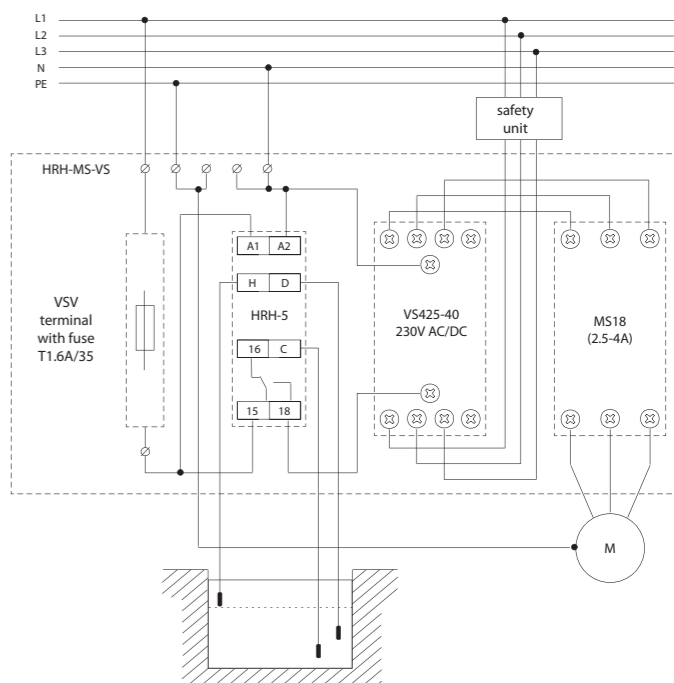 L1
L2
L3
N
PE
safety
unit
HRH-MS-VS
A1 A2
H D
HRH-5
16 C
15 18
VSV
terminal
with fuse
T1.6A/35
VS425-40
230V AC/DC
MS18
(2.5-4A)
M